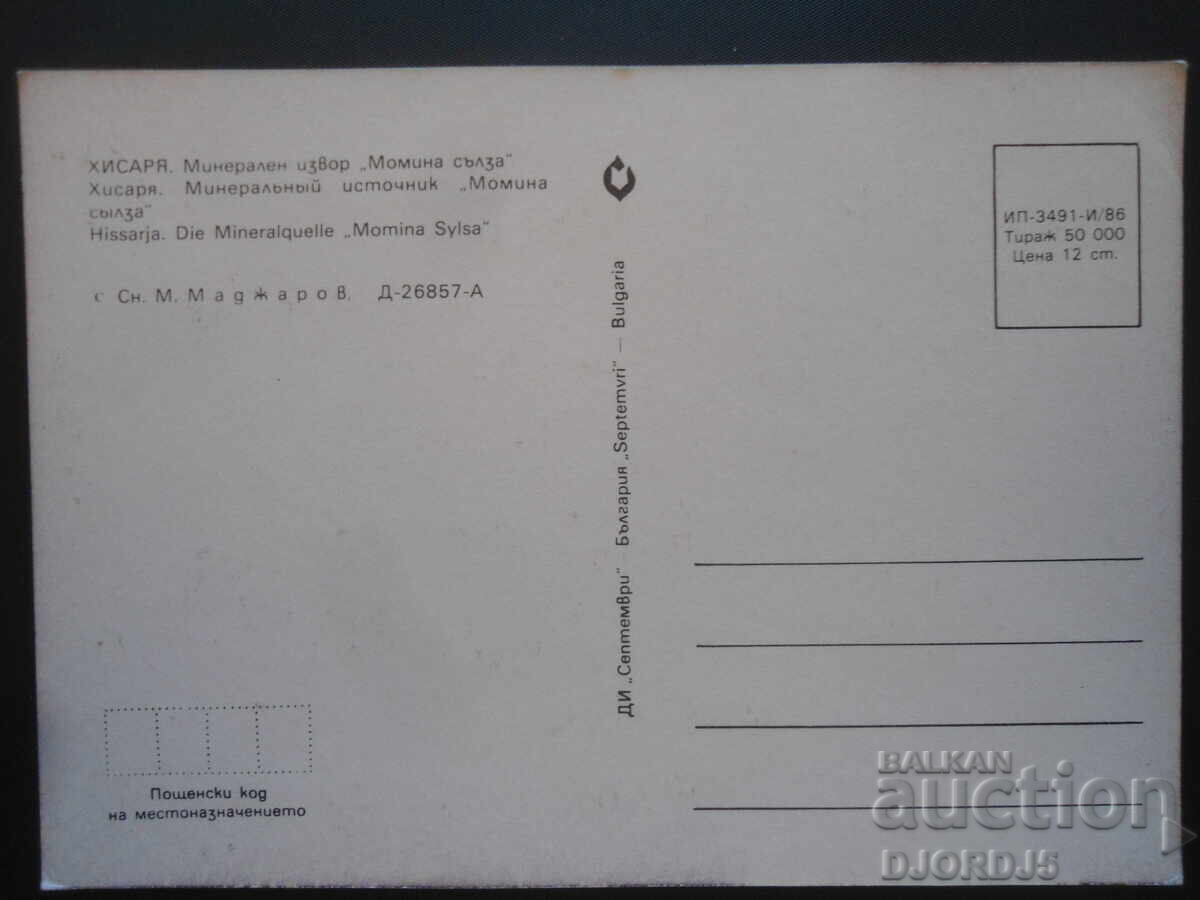 ХИСАРЯ. Минерален извор „Момина сълза"
Хисаря. Минеральный источник „Момина
сылза"
Hissarja. Die Mineralquelle „Momina Sylsa"
с Сн. М. Маджаров. Д-26857-А
ДИ „Септември" – България „Septemvri" — Bulgaria
ИП-3491-И/86
Тираж 50 000
Цена 12 ст.
Пощенски код
на местоназначението
BALKAN
auction
DJORDJ5